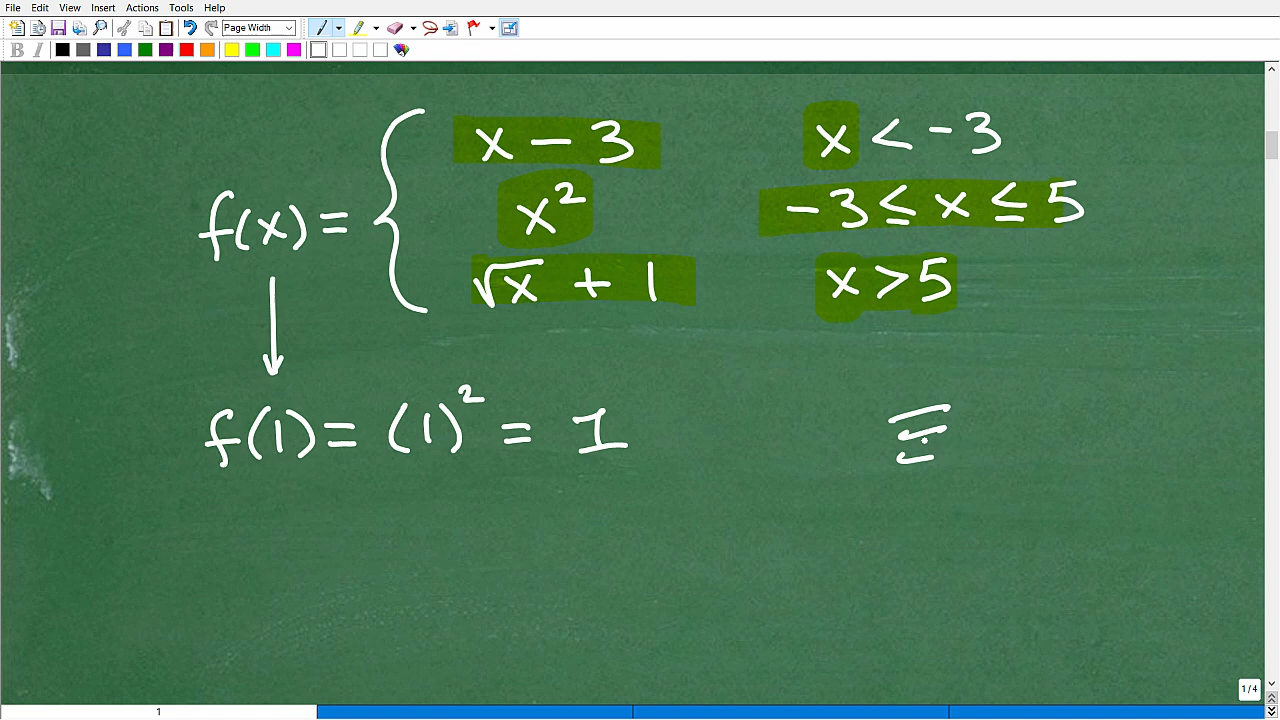 File Edit View Insert Actions Tools Help
Page Width
B I
x - 3 x < -3
f(x) = { x² -3 ≤ x ≤ 5
√x + 1 x > 5
f(1) = (1)² = 1
1/4
1